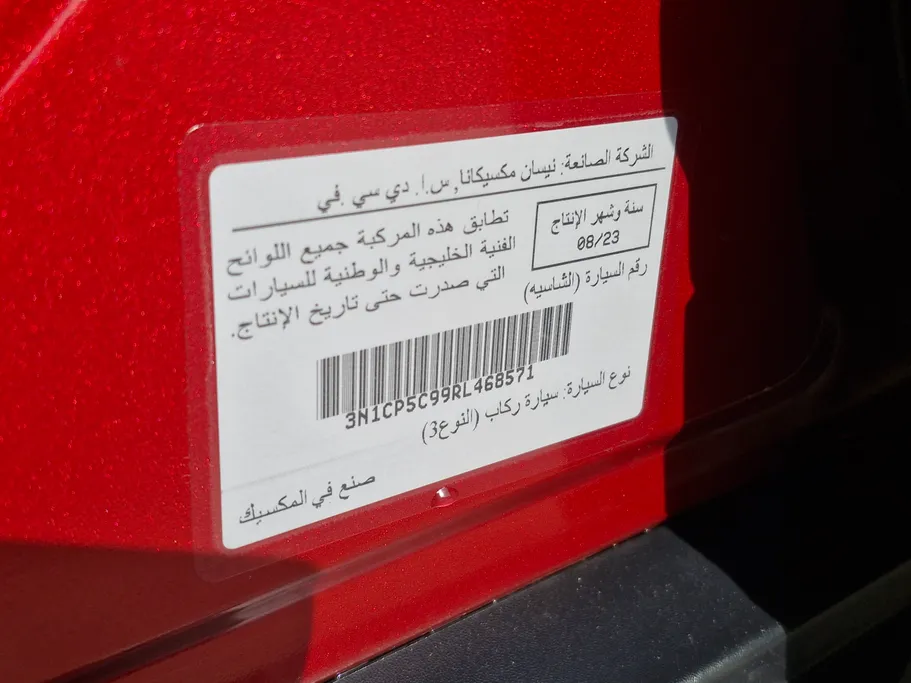 الشركة الصانعة: نيسان مكسيكانا, س.ا. دي سي .في
سنة وشهر الإنتاج
08/23
تطابق هذه المركبة جميع اللوائح
الفنية الخليجية والوطنية للسيارات
التي صدرت حتى تاريخ الإنتاج.
رقم السيارة (الشاسيه)
3N1CP5C99RL468571
نوع السيارة: سيارة ركاب (النوع3)
صنع في المكسيك